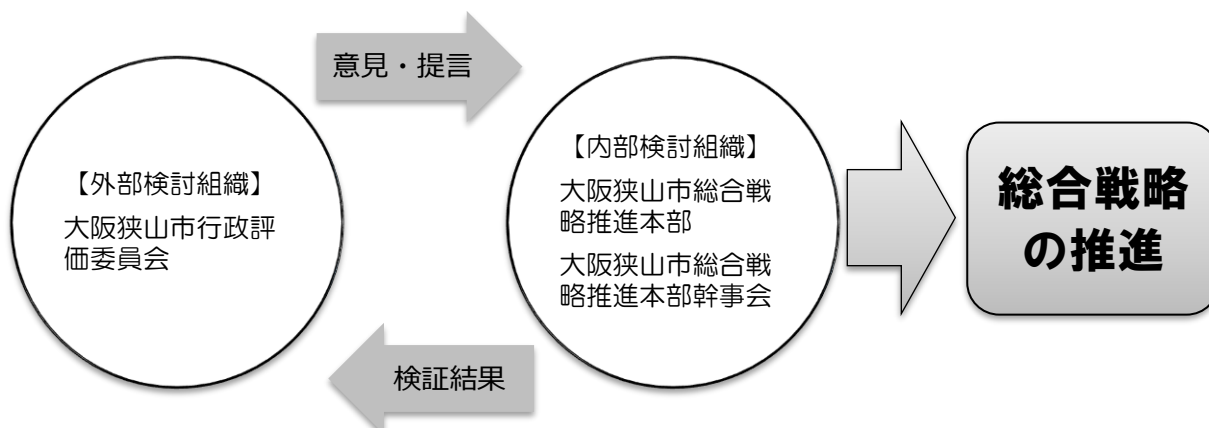 意見・提言
【外部検討組織】
大阪狭山市行政評
価委員会
【内部検討組織】
大阪狭山市総合戦
略推進本部
大阪狭山市総合戦
略推進本部幹事会
総合戦略
の推進
検証結果